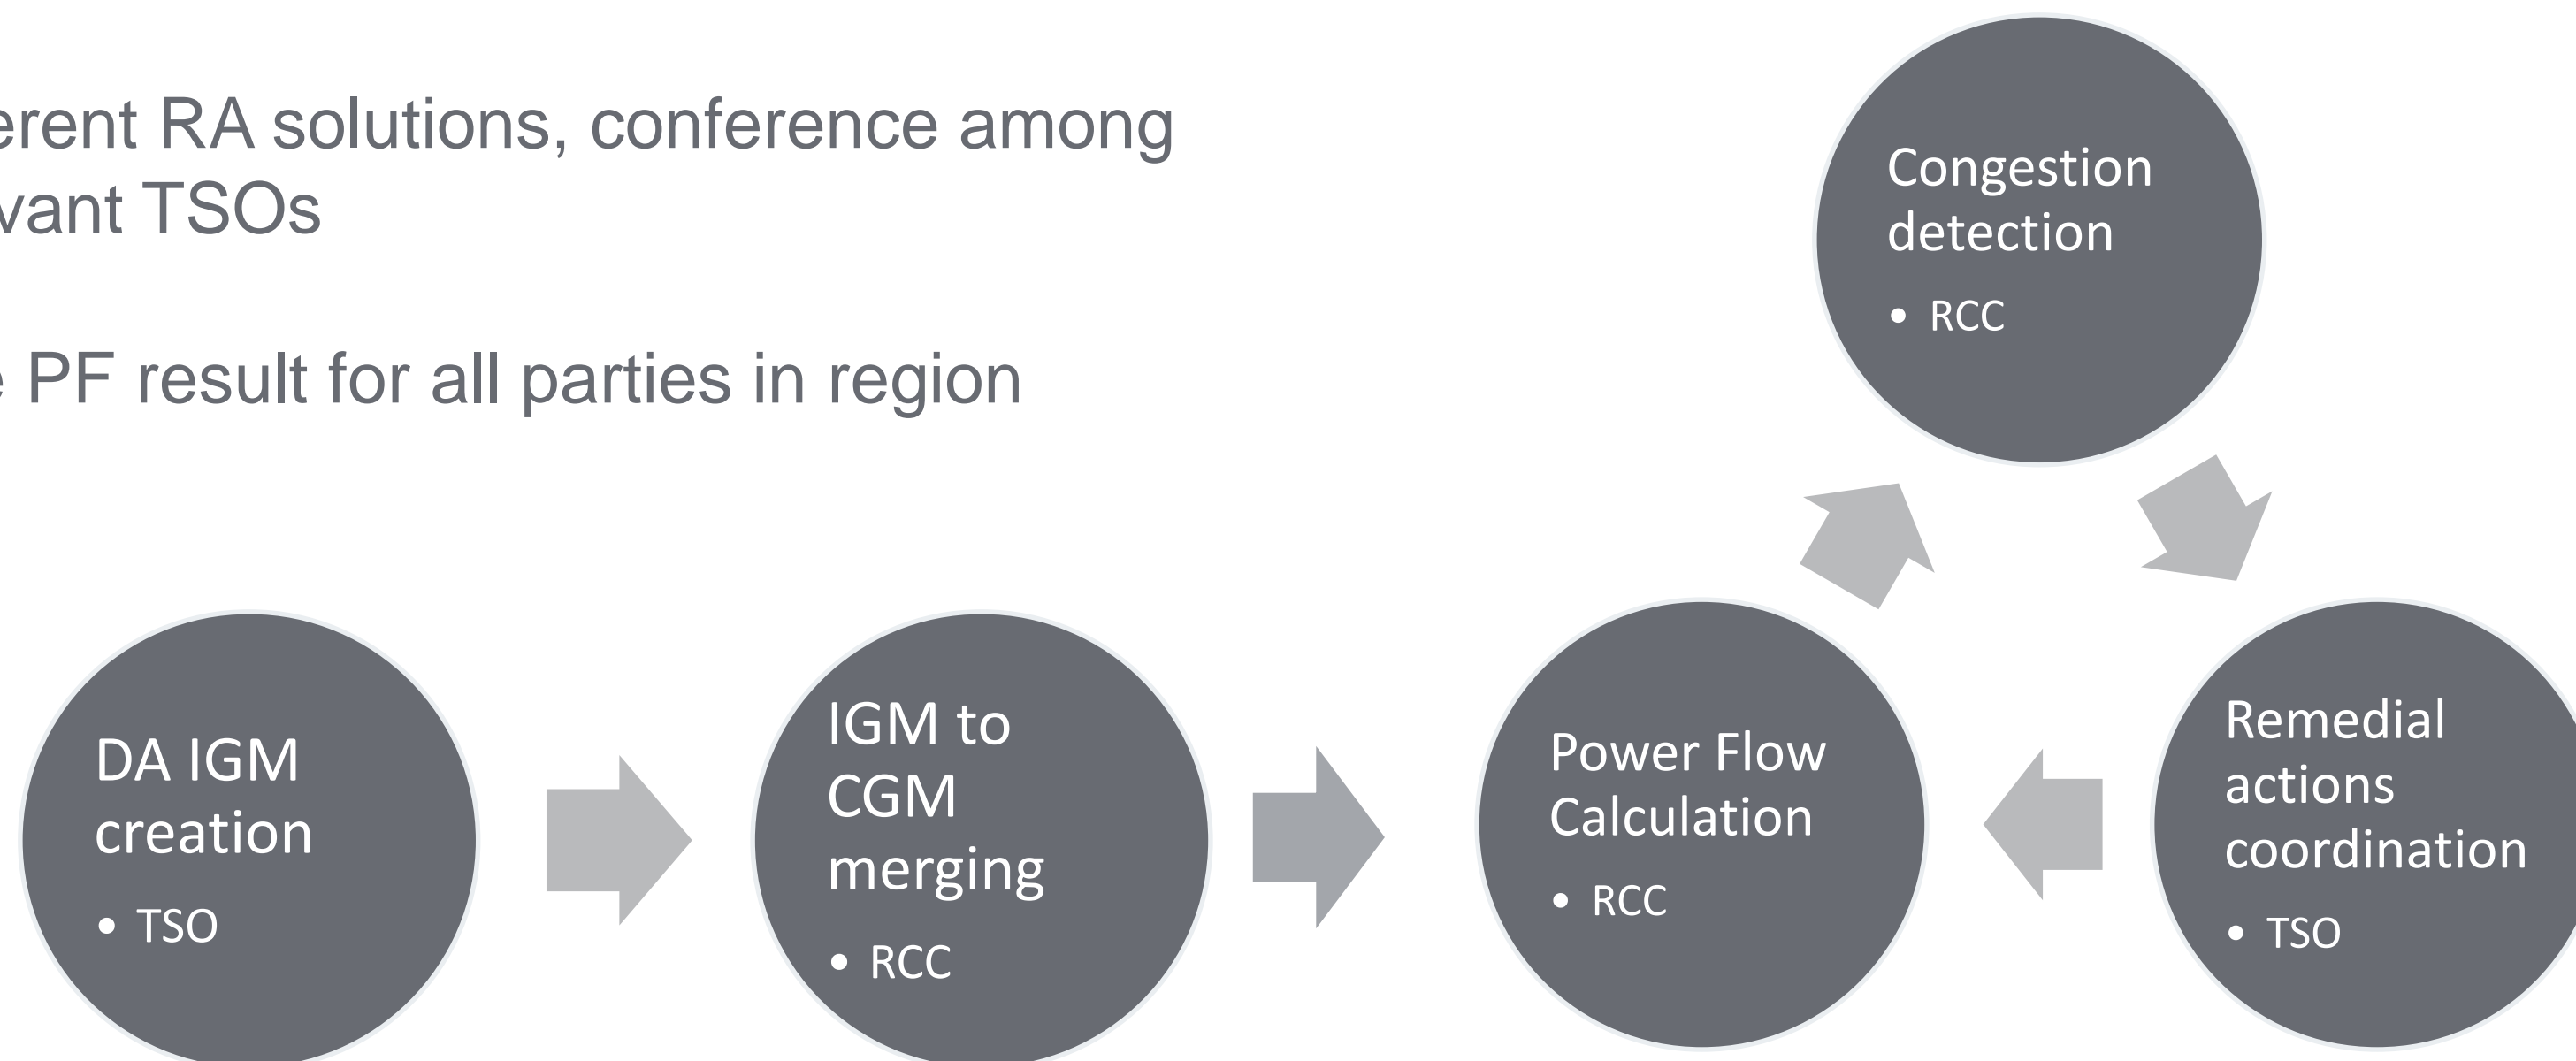 erent RA solutions, conference among
vant TSOs
e PF result for all parties in region
Congestion
detection
• RCC
DA IGM
creation
• TSO
IGM to
CGM
merging
• RCC
Power Flow
Calculation
• RCC
Remedial
actions
coordination
• TSO